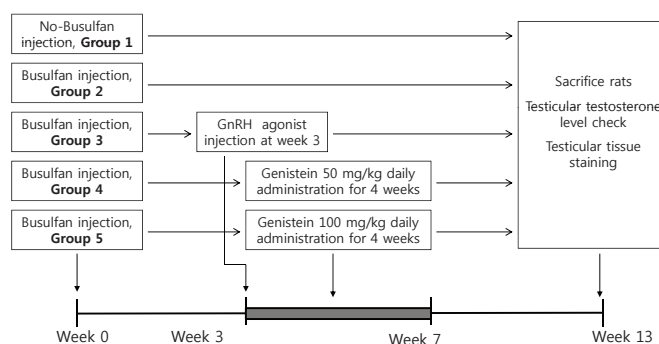 No-Busulfan
injection, Group 1
Busulfan injection,
Group 2
Busulfan injection,
Group 3
GnRH agonist
injection at week 3
Busulfan injection,
Group 4
Genistein 50 mg/kg daily
administration for 4 weeks
Busulfan injection,
Group 5
Genistein 100 mg/kg daily
administration for 4 weeks
Sacrifice rats
Testicular testosterone
level check
Testicular tissue
staining
Week 0
Week 3
Week 7
Week 13